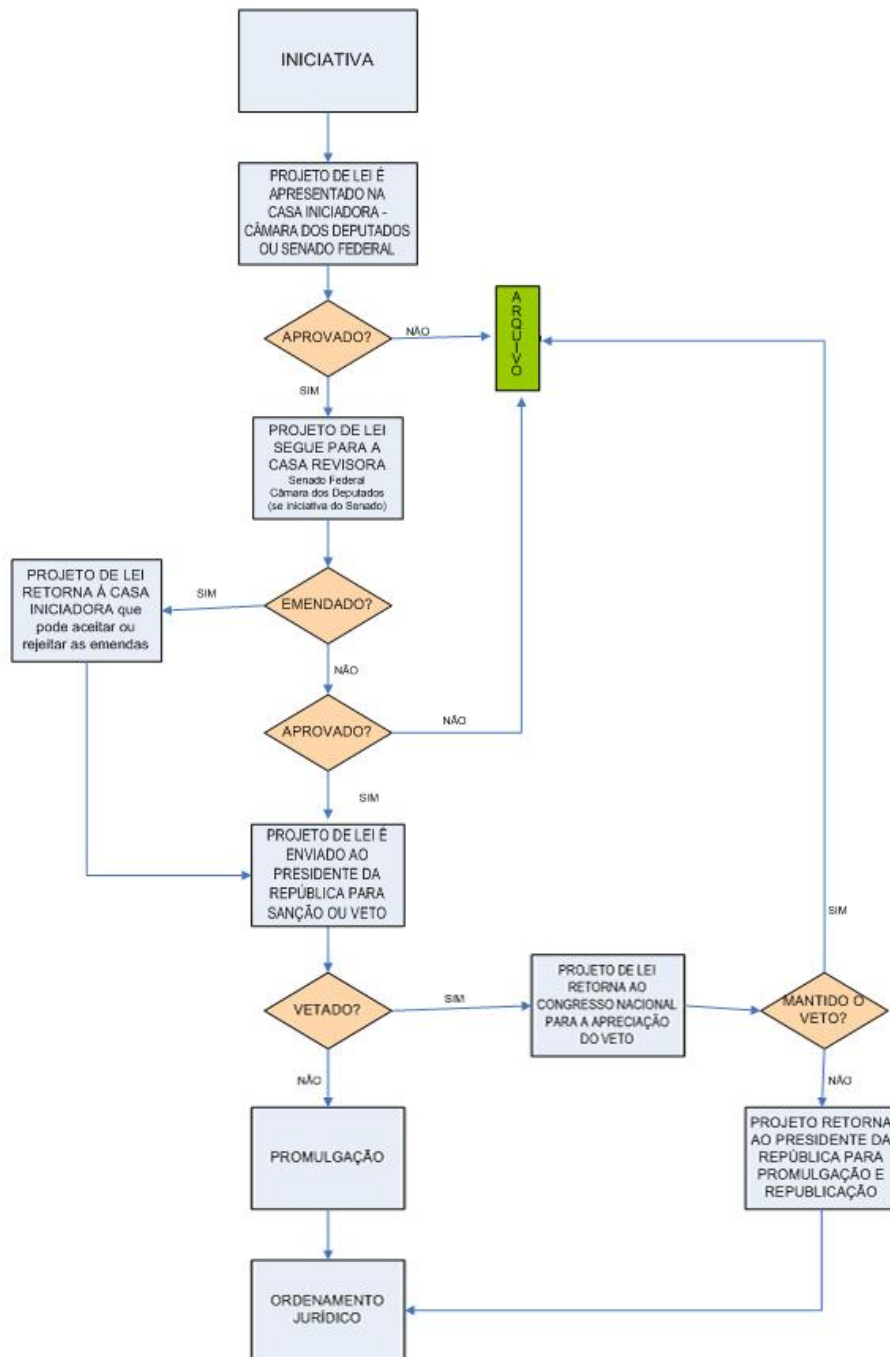 INICIATIVA
PROJETO DE LEI É
APRESENTADO NA
CASA INICIADORA -
CÂMARA DOS DEPUTADOS
OU SENADO FEDERAL
APROVADO?
NÃO
ARQUIVO
SIM
PROJETO DE LEI
SEGUE PARA A
CASA REVISORA
Senado Federal
Câmara dos Deputados
(se iniciativa do Senado)
PROJETO DE LEI
RETORNA À CASA
INICIADORA que
pode aceitar ou
rejeitar as emendas
SIM
EMENDADO?
NÃO
APROVADO?
NÃO
SIM
PROJETO DE LEI É
ENVIADO AO
PRESIDENTE DA
REPÚBLICA PARA
SANÇÃO OU VETO
VETADO?
SIM
PROJETO DE LEI
RETORNA AO
CONGRESSO NACIONAL
PARA A APRECIAÇÃO
DO VETO
MANTIDO O
VETO?
SIM
NÃO
NÃO
PROMULGAÇÃO
PROJETO RETORNA
AO PRESIDENTE DA
REPÚBLICA PARA
PROMULGAÇÃO E
REPUBLICAÇÃO
ORDENAMENTO
JURÍDICO